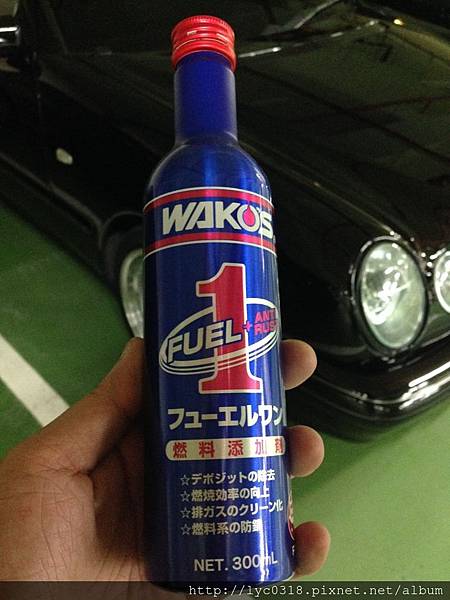 WAKO'S
1
FUEL
+ANTI
RUST
フューエルワン
燃料添加剤
☆デポジットの除去
☆燃焼効率の向上
☆排ガスのクリーン化
☆燃料系の防錆
NET. 300mL
http://lyc0318.pixnet.net/album